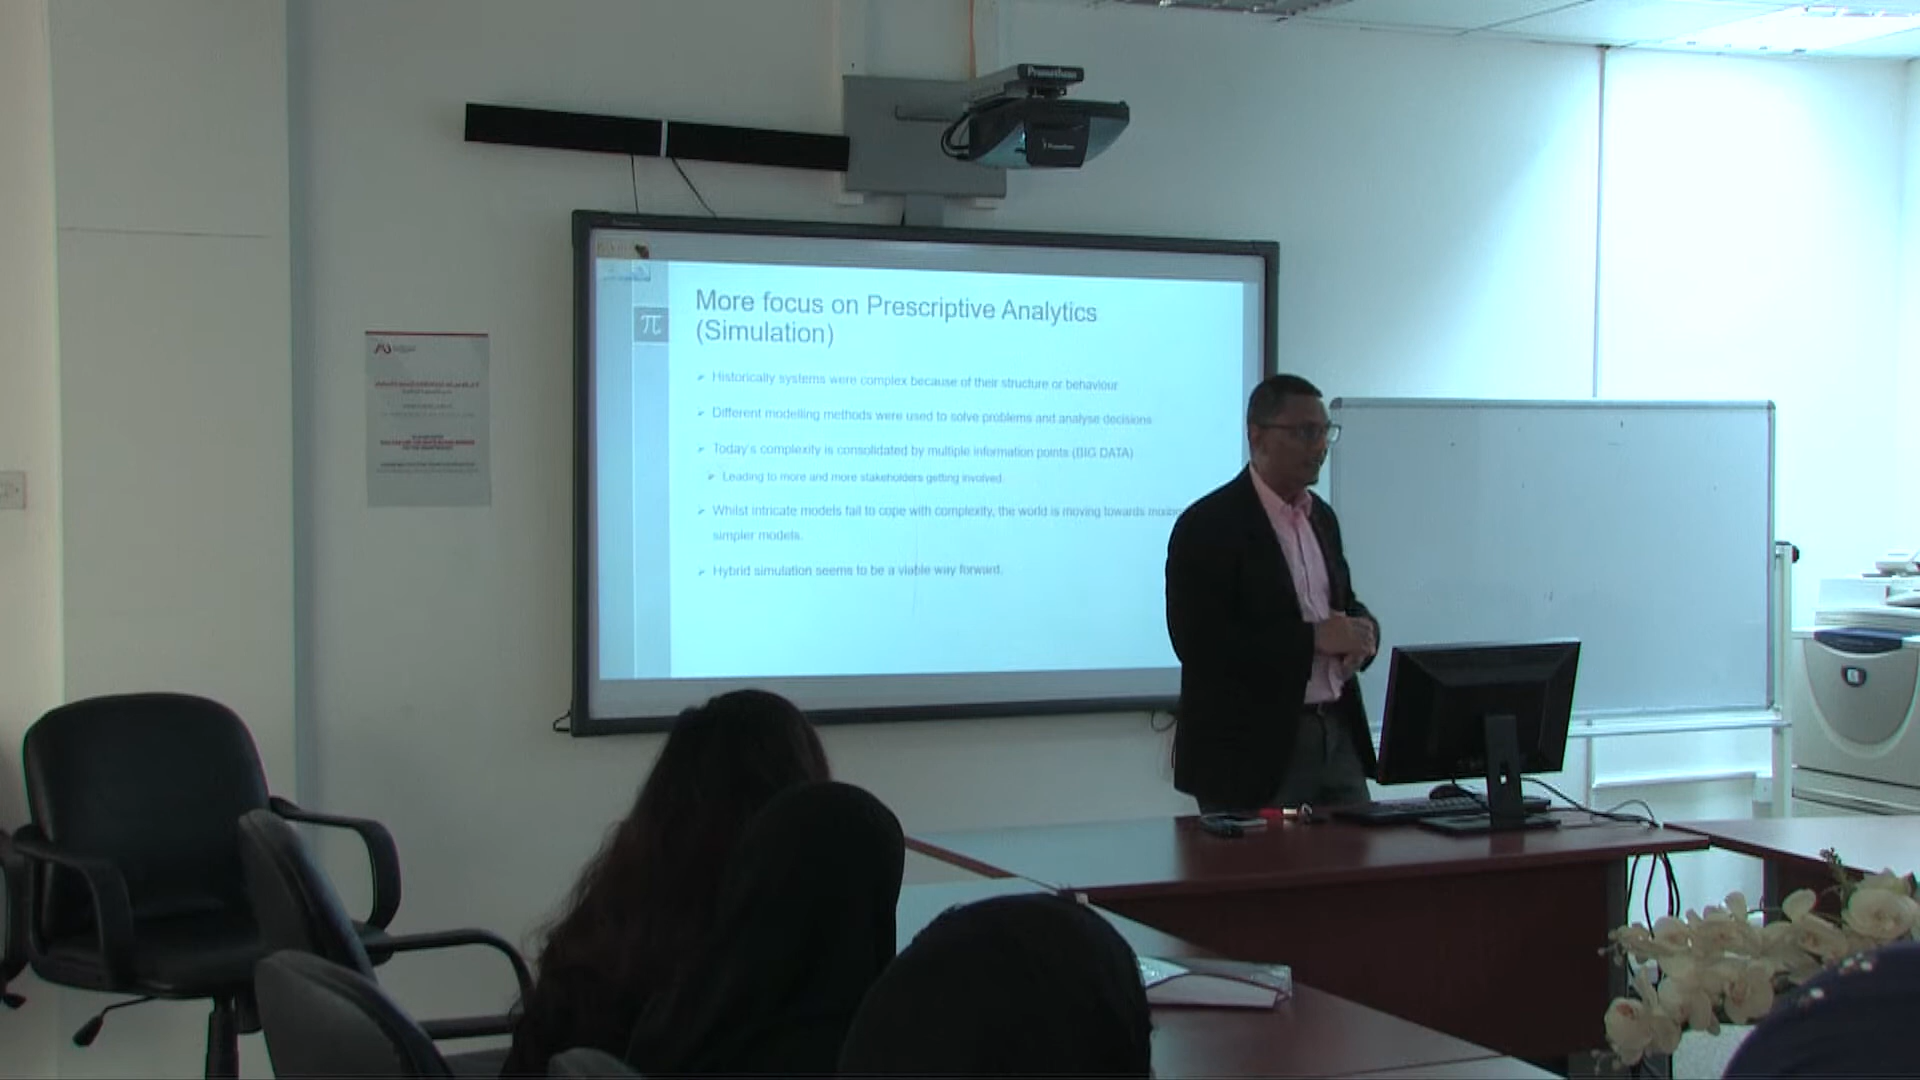 Promethean
Promethean
π
More focus on Prescriptive Analytics
(Simulation)
Historically systems were complex because of their structure or behaviour
Different modelling methods were used to solve problems and analyse decisions
Today's complexity is consolidated by multiple information points (BIG DATA)
Leading to more and more stakeholders getting involved.
Whilst intricate models fail to cope with complexity, the world is moving towards mixing
simpler models.
Hybrid simulation seems to be a viable way forward.